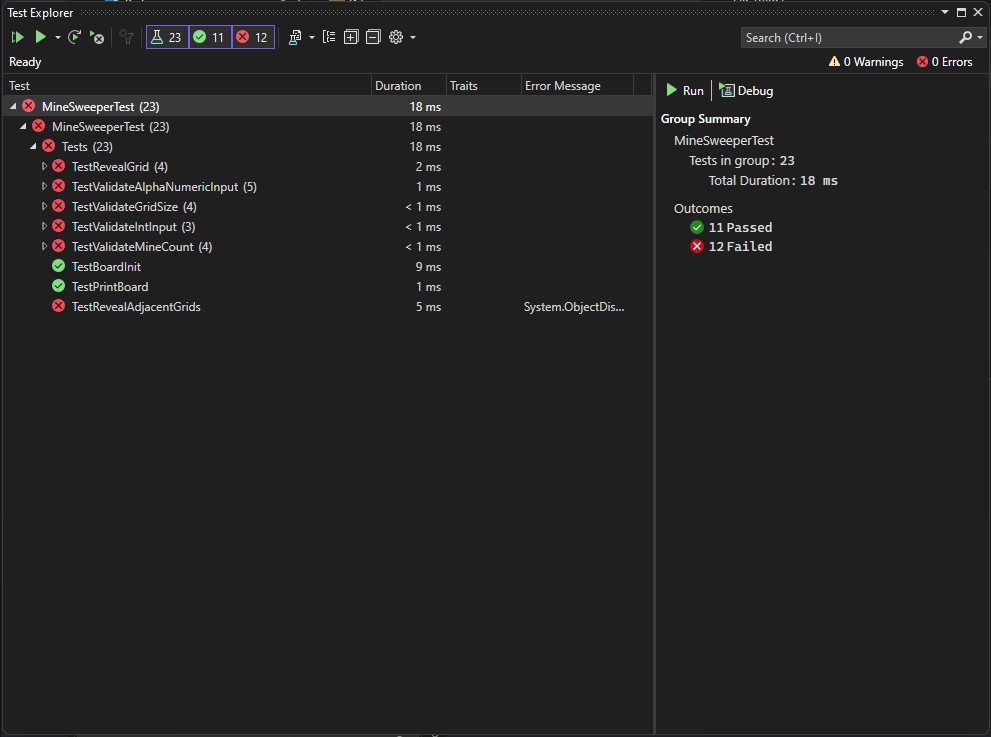 Test Explorer
23 11 12
Search (Ctrl+I)
Ready
0 Warnings 0 Errors
Test Duration Traits Error Message
MineSweeperTest (23) 18 ms
MineSweeperTest (23) 18 ms
Tests (23) 18 ms
TestRevealGrid (4) 2 ms
TestValidateAlphaNumericInput (5) 1 ms
TestValidateGridSize (4) < 1 ms
TestValidateIntInput (3) < 1 ms
TestValidateMineCount (4) < 1 ms
TestBoardInit 9 ms
TestPrintBoard 1 ms
TestRevealAdjacentGrids 5 ms System.ObjectDis...
Run Debug
Group Summary
MineSweeperTest
Tests in group: 23
Total Duration: 18 ms
Outcomes
11 Passed
12 Failed